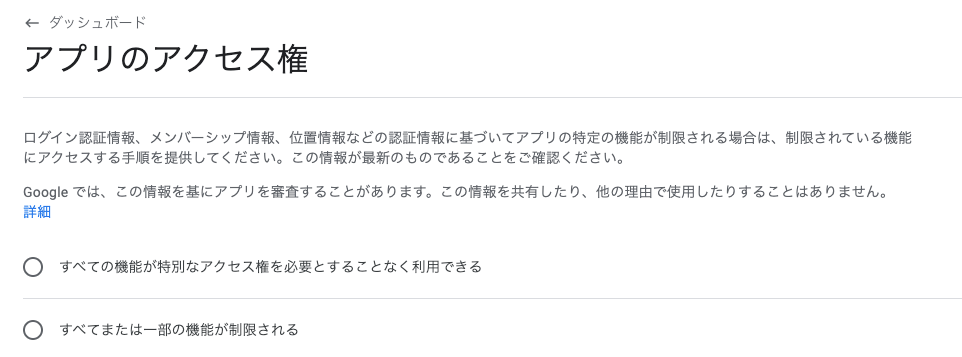 ← ダッシュボード
アプリのアクセス権
ログイン認証情報、メンバーシップ情報、位置情報などの認証情報に基づいてアプリの特定の機能が制限される場合は、制限されている機能
にアクセスする手順を提供してください。この情報が最新のものであることをご確認ください。
Google では、この情報を基にアプリを審査することがあります。この情報を共有したり、他の理由で使用したりすることはありません。
詳細
すべての機能が特別なアクセス権を必要とすることなく利用できる
すべてまたは一部の機能が制限される